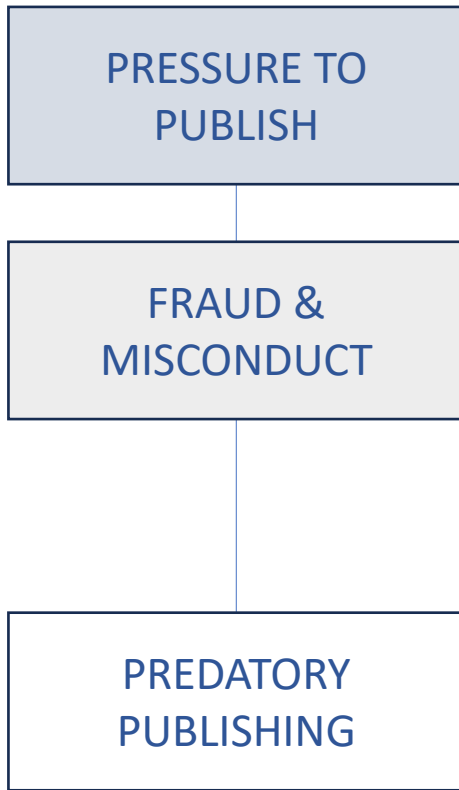 PRESSURE TO
PUBLISH
FRAUD &
MISCONDUCT
PREDATORY
PUBLISHING